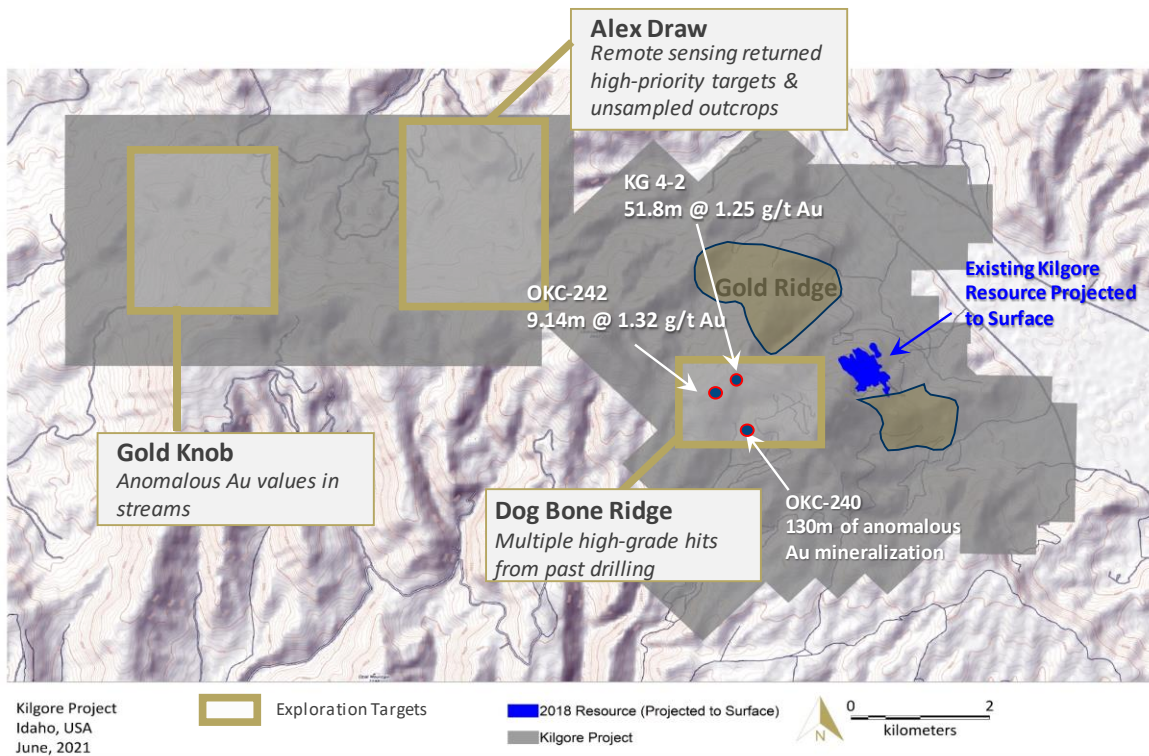 Alex Draw
Remote sensing returned
high-priority targets &
unsampled outcrops
KG 4-2
51.8m @ 1.25 g/t Au
Gold Ridge
Existing Kilgore
Resource Projected
to Surface
OKC-242
9.14m @ 1.32 g/t Au
Gold Knob
Anomalous Au values in
streams
Dog Bone Ridge
Multiple high-grade hits
from past drilling
OKC-240
130m of anomalous
Au mineralization
Kilgore Project
Idaho, USA
June, 2021
Exploration Targets
2018 Resource (Projected to Surface)
Kilgore Project
N
0 2
kilometers